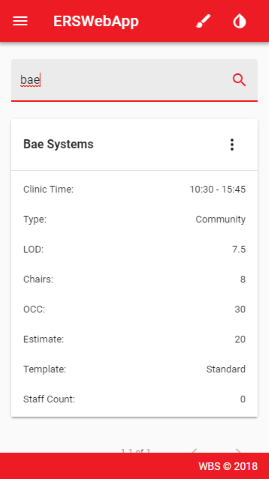 ERSWebApp
bae
Bae Systems
Clinic Time: 10:30 - 15:45
Type: Community
LOD: 7.5
Chairs: 8
OCC: 30
Estimate: 20
Template: Standard
Staff Count: 0
1-1 of 1
WBS © 2018